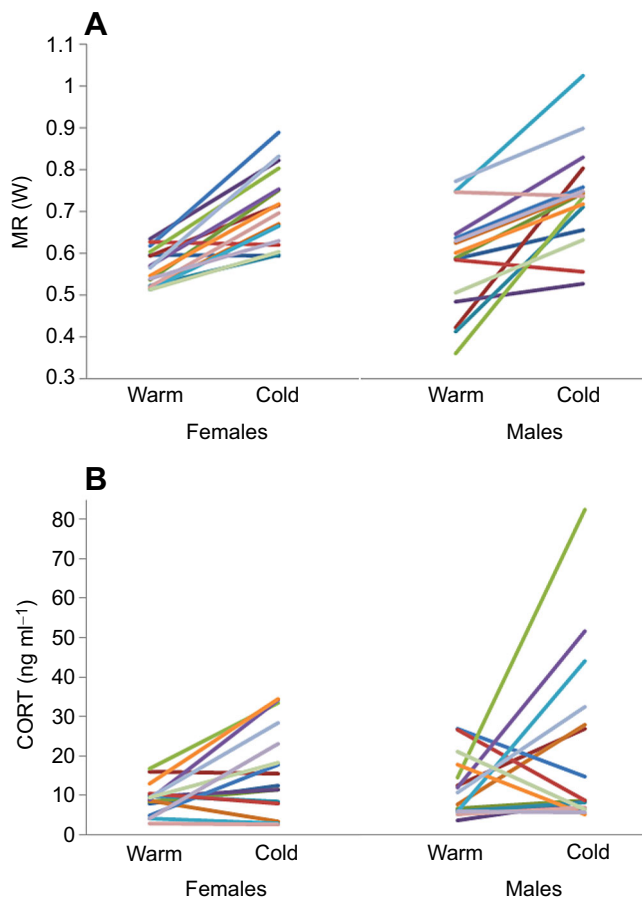 A
1.1
1
0.9
0.8
0.7
0.6
0.5
0.4
0.3
MR (W)
Warm Cold Warm Cold
Females Males
B
80
70
60
50
40
30
20
10
0
CORT (ng ml⁻¹)
Warm Cold Warm Cold
Females Males